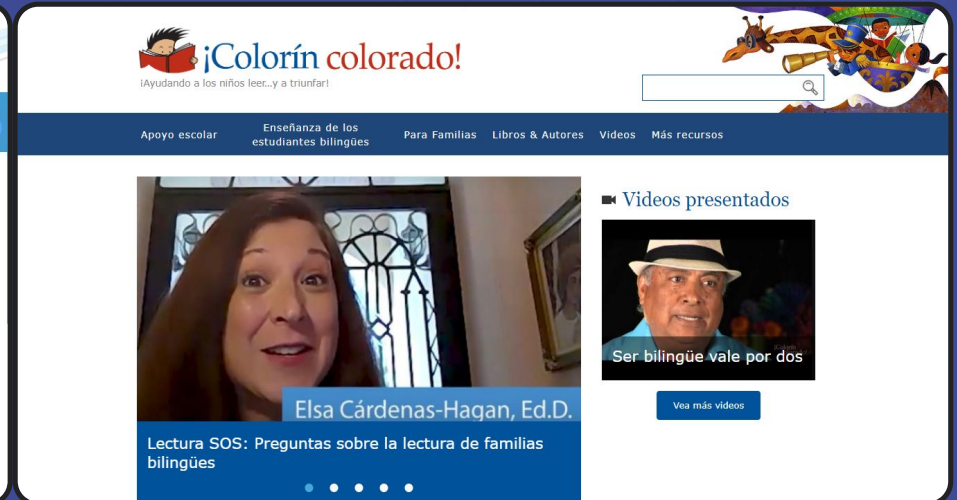 ¡Colorín colorado!
¡Ayudando a los niños leer...y a triunfar!
Apoyo escolar
Enseñanza de los
estudiantes bilingües
Para Familias
Libros & Autores
Videos
Más recursos
Elsa Cárdenas-Hagan, Ed.D.
Lectura SOS: Preguntas sobre la lectura de familias
bilingües
Videos presentados
Ser bilingüe vale por dos
Vea más videos